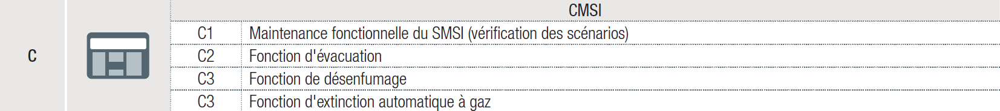 CMSI
C1 Maintenance fonctionnelle du SMSI (vérification des scénarios)
C C2 Fonction d'évacuation
C3 Fonction de désenfumage
C3 Fonction d'extinction automatique à gaz